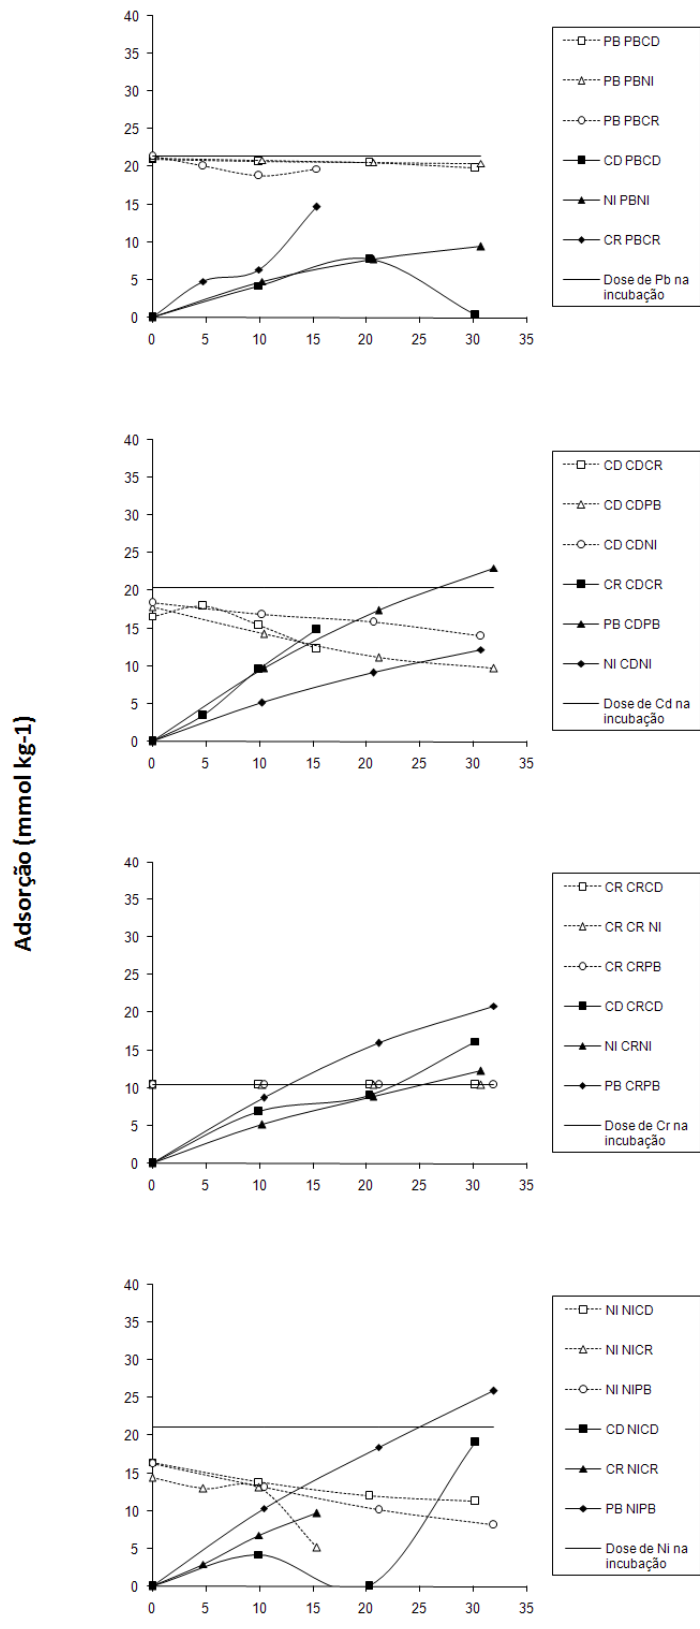 Adsorção (mmol kg-1)
40
35
30
25
20
15
10
5
0
0 5 10 15 20 25 30 35
PB PBCD
PB PBNI
PB PBCR
CD PBCD
NI PBNI
CR PBCR
Dose de Pb na
incubação
40
35
30
25
20
15
10
5
0
0 5 10 15 20 25 30 35
CD CDCR
CD CDPB
CD CDNI
CR CDCR
PB CDPB
NI CDNI
Dose de Cd na
incubação
40
35
30
25
20
15
10
5
0
0 5 10 15 20 25 30 35
CR CRCD
CR CR NI
CR CRPB
CD CRCD
NI CRNI
PB CRPB
Dose de Cr na
incubação
40
35
30
25
20
15
10
5
0
0 5 10 15 20 25 30 35
NI NICD
NI NICR
NI NIPB
CD NICD
CR NICR
PB NIPB
Dose de Ni na
incubação